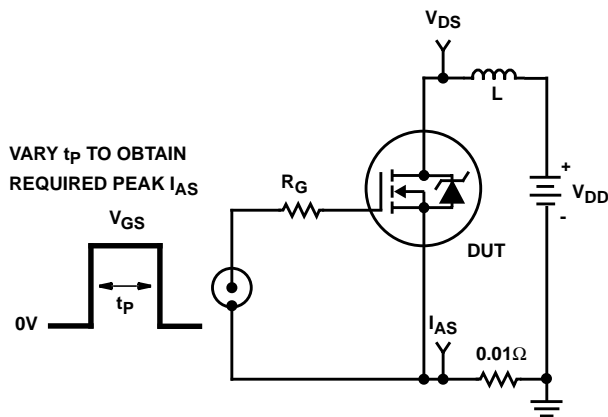 V_DS
L
VARY t_P TO OBTAIN
REQUIRED PEAK I_AS
R_G
+
V_DD
-
V_GS
DUT
t_P
0V
I_AS
0.01Ω